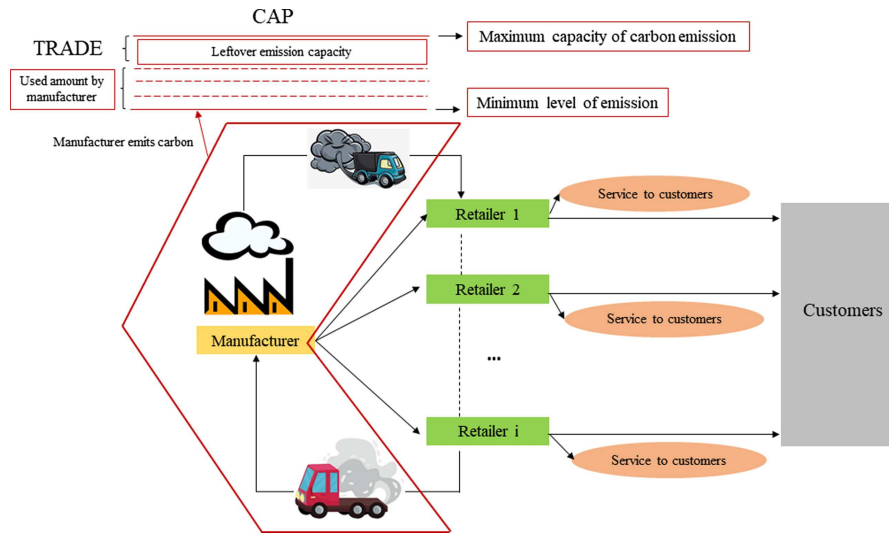 CAP
TRADE
Leftover emission capacity
Maximum capacity of carbon emission
Used amount by
manufacturer
Minimum level of emission
Manufacturer emits carbon
Retailer 1
Service to customers
Retailer 2
Service to customers
Customers
Manufacturer
...
Retailer i
Service to customers